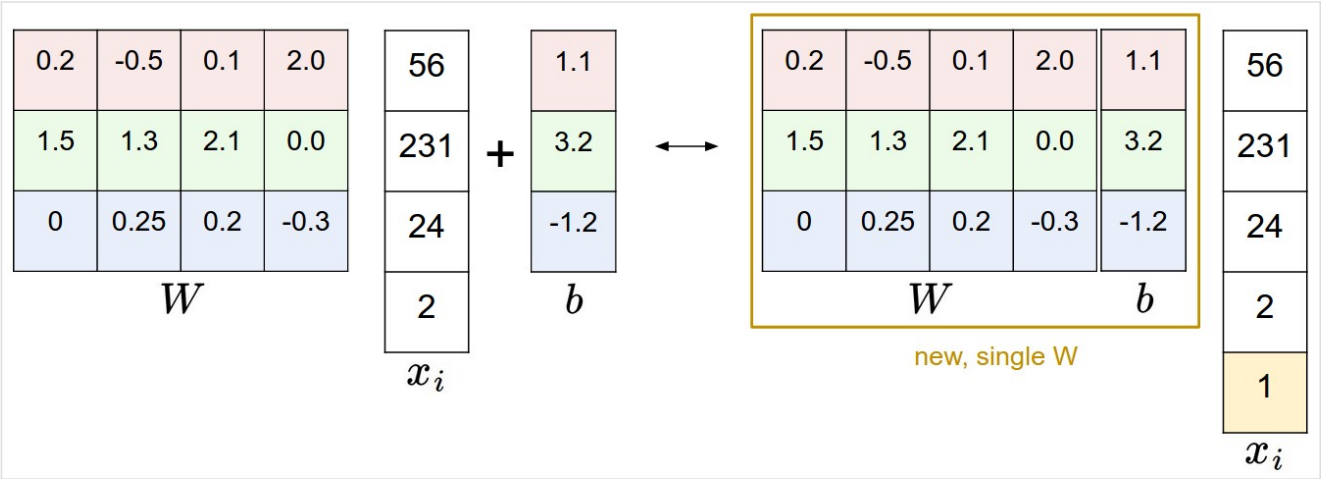 0.2 -0.5 0.1 2.0 56 1.1 0.2 -0.5 0.1 2.0 1.1 56
1.5 1.3 2.1 0.0 231 + 3.2 ↔ 1.5 1.3 2.1 0.0 3.2 231
0 0.25 0.2 -0.3 24 -1.2 0 0.25 0.2 -0.3 -1.2 24
W 2 b W b 2
new, single W
x_i 1
x_i